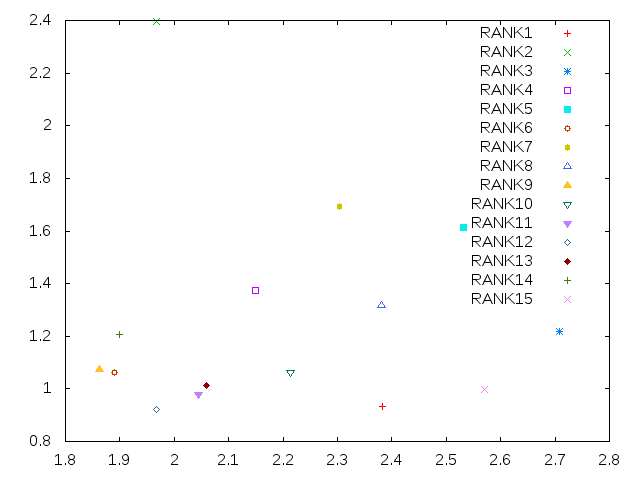 2.4
2.2
2
1.8
1.6
1.4
1.2
1
0.8
1.8 1.9 2 2.1 2.2 2.3 2.4 2.5 2.6 2.7 2.8
RANK1
RANK2
RANK3
RANK4
RANK5
RANK6
RANK7
RANK8
RANK9
RANK10
RANK11
RANK12
RANK13
RANK14
RANK15